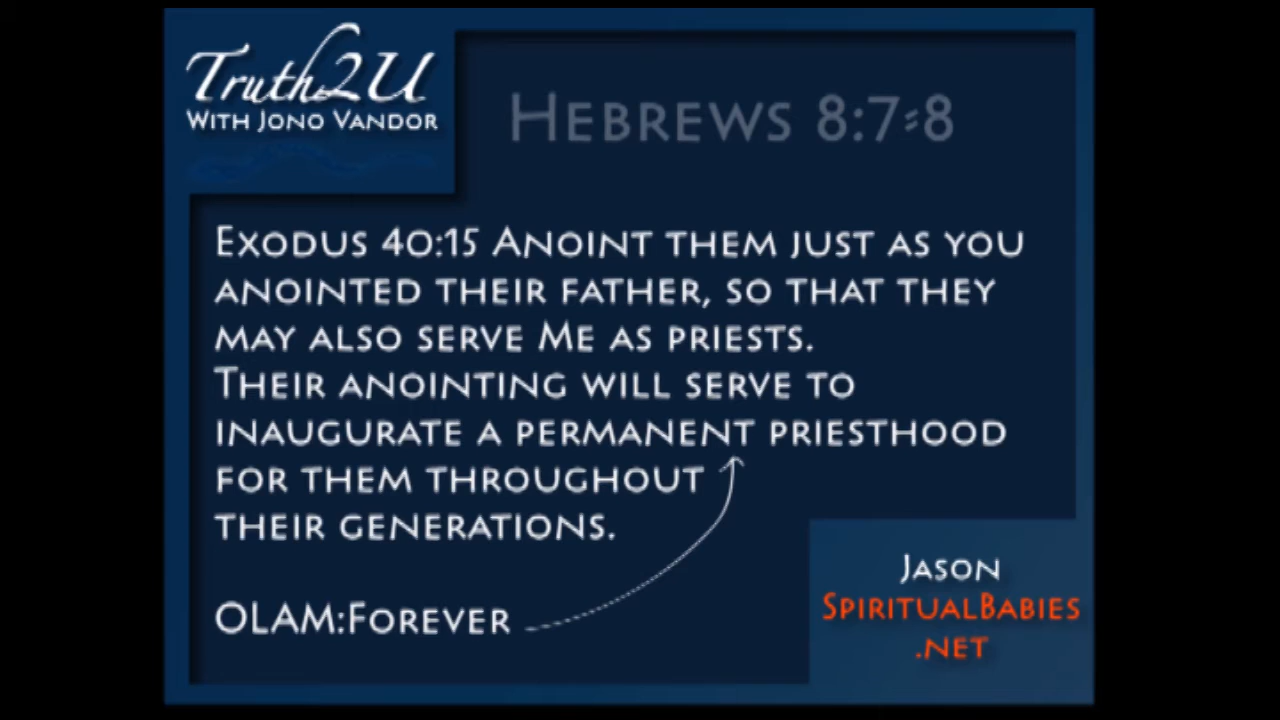 Truth2U
With Jono Vandor
Hebrews 8:7-8
Exodus 40:15 Anoint them just as you
anointed their father, so that they
may also serve Me as priests.
Their anointing will serve to
inaugurate a permanent priesthood
for them throughout
their generations.
OLAM:Forever
Jason
SpiritualBabies
.net